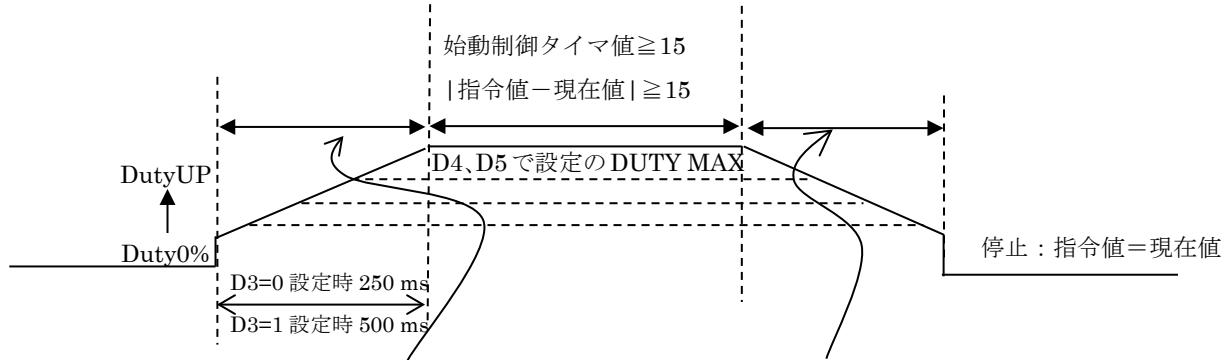 始動制御タイマ値≧15
|指令値－現在値|≧15
D4、D5で設定の DUTY MAX
DutyUP
Duty0%
停止：指令値＝現在値
D3=0 設定時 250 ms
D3=1 設定時 500 ms